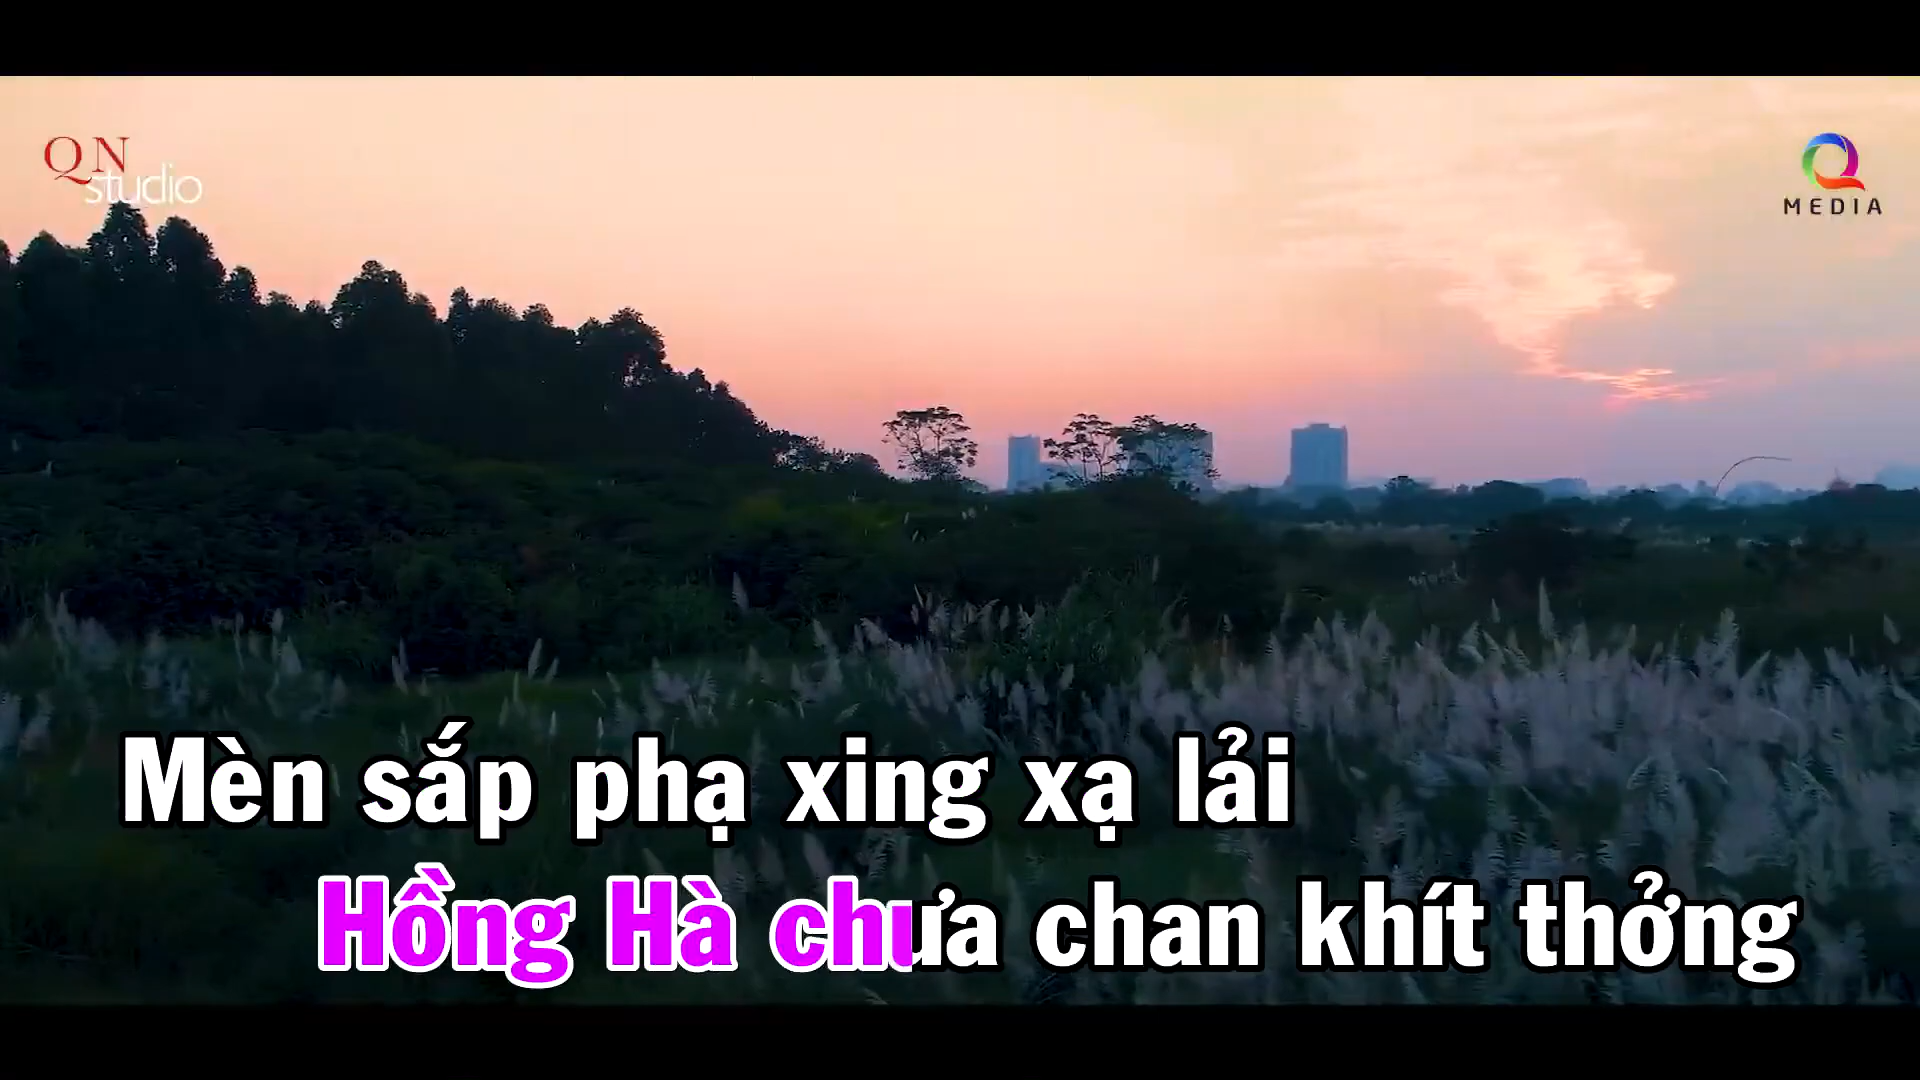 QN
studio
MEDIA
Mèn sắp phạ xing xạ lải
Hồng Hà chưa chan khít thởng